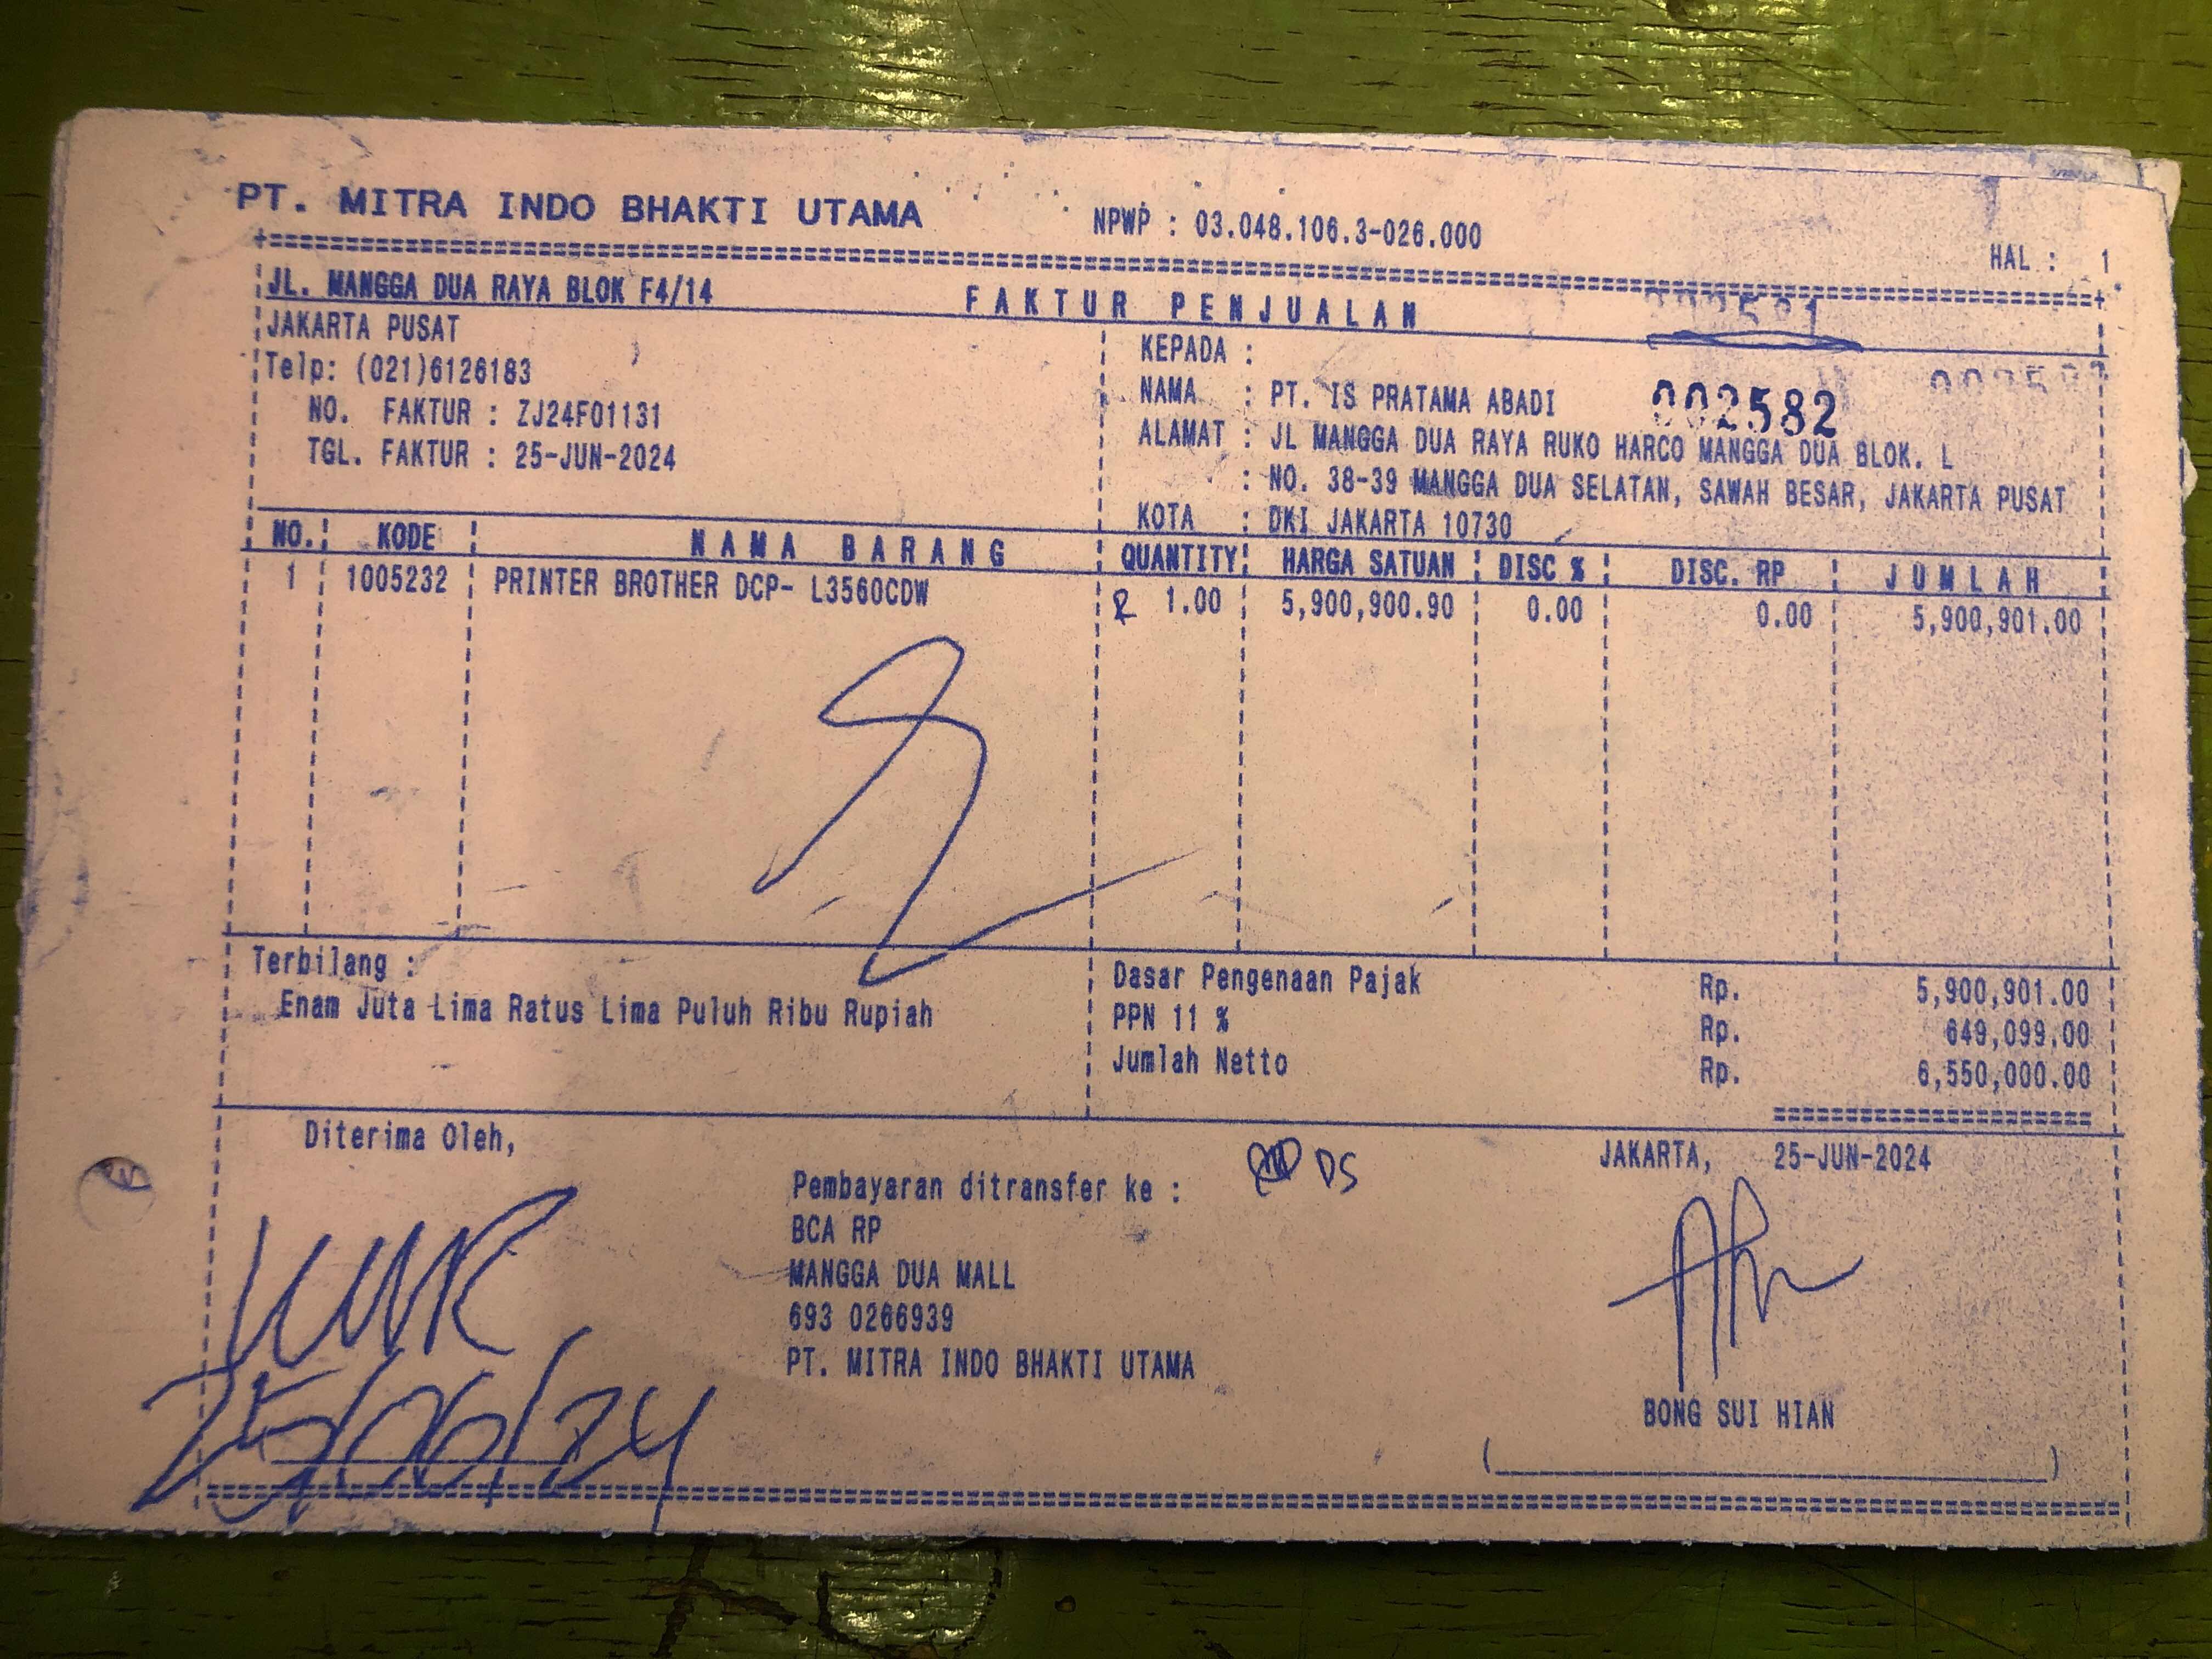 PT. MITRA INDO BHAKTI UTAMA NPWP : 03.048.106.3-026.000
HAL : 1
JL. MANGGA DUA RAYA BLOK F4/14
FAKTUR PENJUALAN
JAKARTA PUSAT
Telp: (021)6126183
NO. FAKTUR : ZJ24F01131
TGL. FAKTUR : 25-JUN-2024
KEPADA :
NAMA : PT. IS PRATAMA ABADI
002582
ALAMAT : JL MANGGA DUA RAYA RUKO HARCO MANGGA DUA BLOK. L
: NO. 38-39 MANGGA DUA SELATAN, SAWAH BESAR, JAKARTA PUSAT
KOTA : DKI JAKARTA 10730
NO. KODE NAMA BARANG QUANTITY HARGA SATUAN DISC % DISC. RP JUMLAH
1 1005232 PRINTER BROTHER DCP- L3560CDW 1.00 5,900,900.90 0.00 0.00 5,900,901.00
Terbilang :
Enam Juta Lima Ratus Lima Puluh Ribu Rupiah
Dasar Pengenaan Pajak Rp. 5,900,901.00
PPN 11 % Rp. 649,099.00
Jumlah Netto Rp. 6,550,000.00
Diterima Oleh,
25/06/24
Pembayaran ditransfer ke : DS
BCA RP
MANGGA DUA MALL
693 0266939
PT. MITRA INDO BHAKTI UTAMA
JAKARTA, 25-JUN-2024
BONG SUI HIAN